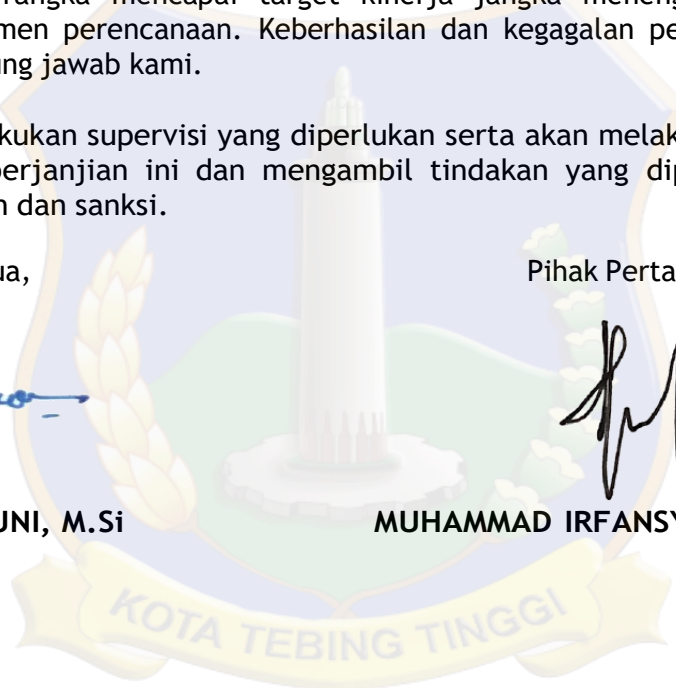 rangka mencapai target kinerja jangka meneng
men perencanaan. Keberhasilan dan kegagalan pe
ng jawab kami.
kukan supervisi yang diperlukan serta akan melak
perjanjian ini dan mengambil tindakan yang di
n dan sanksi.
ua, Pihak Perta
UNI, M.Si MUHAMMAD IRFANSY
KOTA TEBING TINGGI